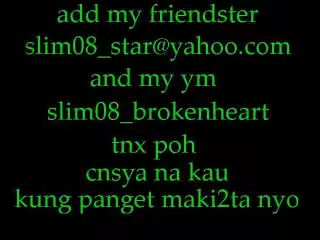 add my friendster
slim08_star@yahoo.com
and my ym
slim08_brokenheart
tnx poh
cnsya na kau
kung panget maki2ta nyo